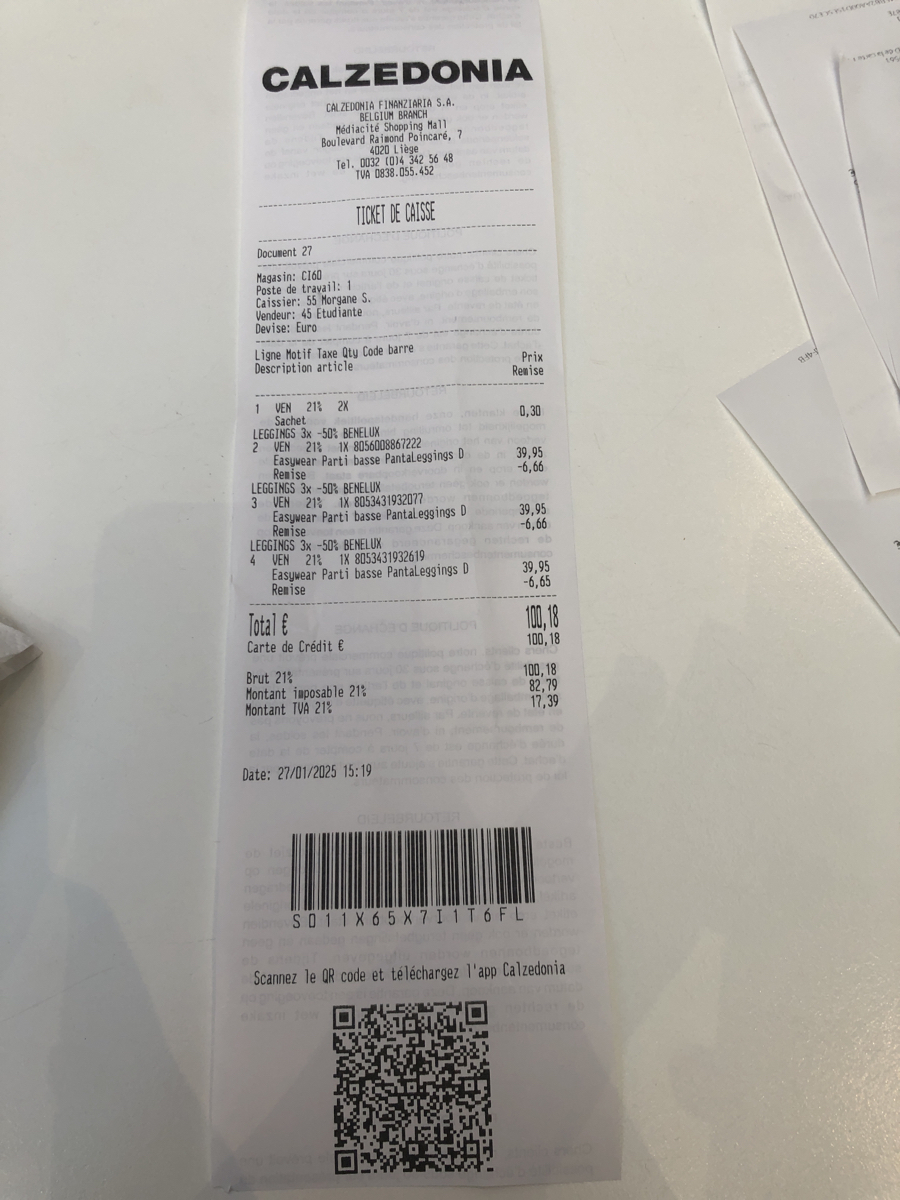 CALZEDONIA
CALZEDONIA FINANZIARIA S.A.
BELGIUM BRANCH
Médiacité Shopping Mall
Boulevard Raimond Poincaré, 7
4020 Liège
Tel. 0032 (0)4 342 56 48
TVA 0838.055.452
TICKET DE CAISSE
Document 27
Magasin: CI60
Poste de travail: 1
Caissier: 55 Morgane S.
Vendeur: 45 Etudiante
Devise: Euro
Ligne Motif Taxe Qty Code barre Prix
Description article Remise
1 VEN 21% 2X 0,30
Sachet
LEGGINGS 3x -50% BENELUX
2 VEN 21% 1X 8056008867222 39,95
Easywear Parti basse PantaLeggings D -6,66
Remise
LEGGINGS 3x -50% BENELUX
3 VEN 21% 1X 8053431932077 39,95
Easywear Parti basse PantaLeggings D -6,66
Remise
LEGGINGS 3x -50% BENELUX
4 VEN 21% 1X 8053431932619 39,95
Easywear Parti basse PantaLeggings D -6,65
Remise
Total € 100,18
Carte de Crédit € 100,18
Brut 21% 100,18
Montant imposable 21% 82,79
Montant TVA 21% 17,39
Date: 27/01/2025 15:19
S011X65X7I1T6FL
Scannez le QR code et téléchargez l'app Calzedonia